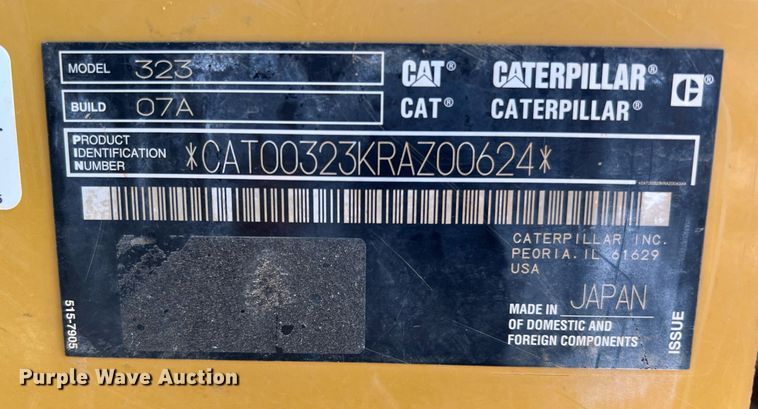 MODEL 323
BUILD 07A
CAT® CATERPILLAR®
CAT® CATERPILLAR®
PRODUCT IDENTIFICATION NUMBER *CAT00323KRAZ00624*
CATERPILLAR INC.
PEORIA. IL 61629
USA
MADE IN JAPAN
OF DOMESTIC AND
FOREIGN COMPONENTS
ISSUE
515-7905
Purple Wave Auction